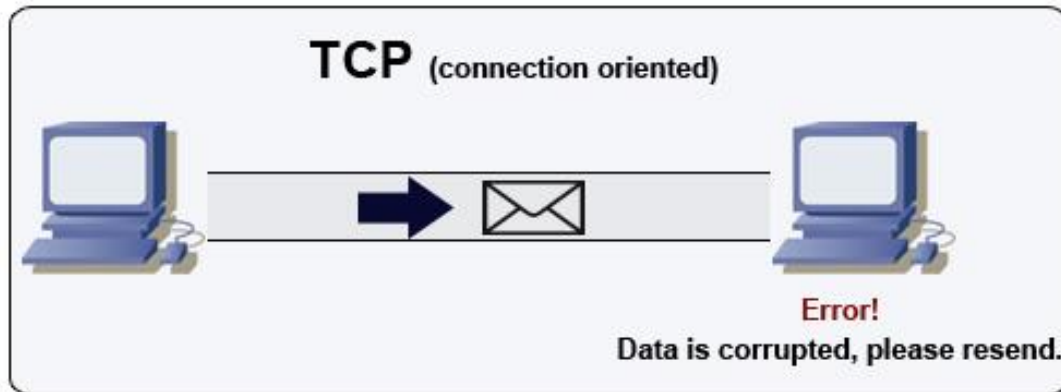 TCP (connection oriented)
Error!
Data is corrupted, please resend.